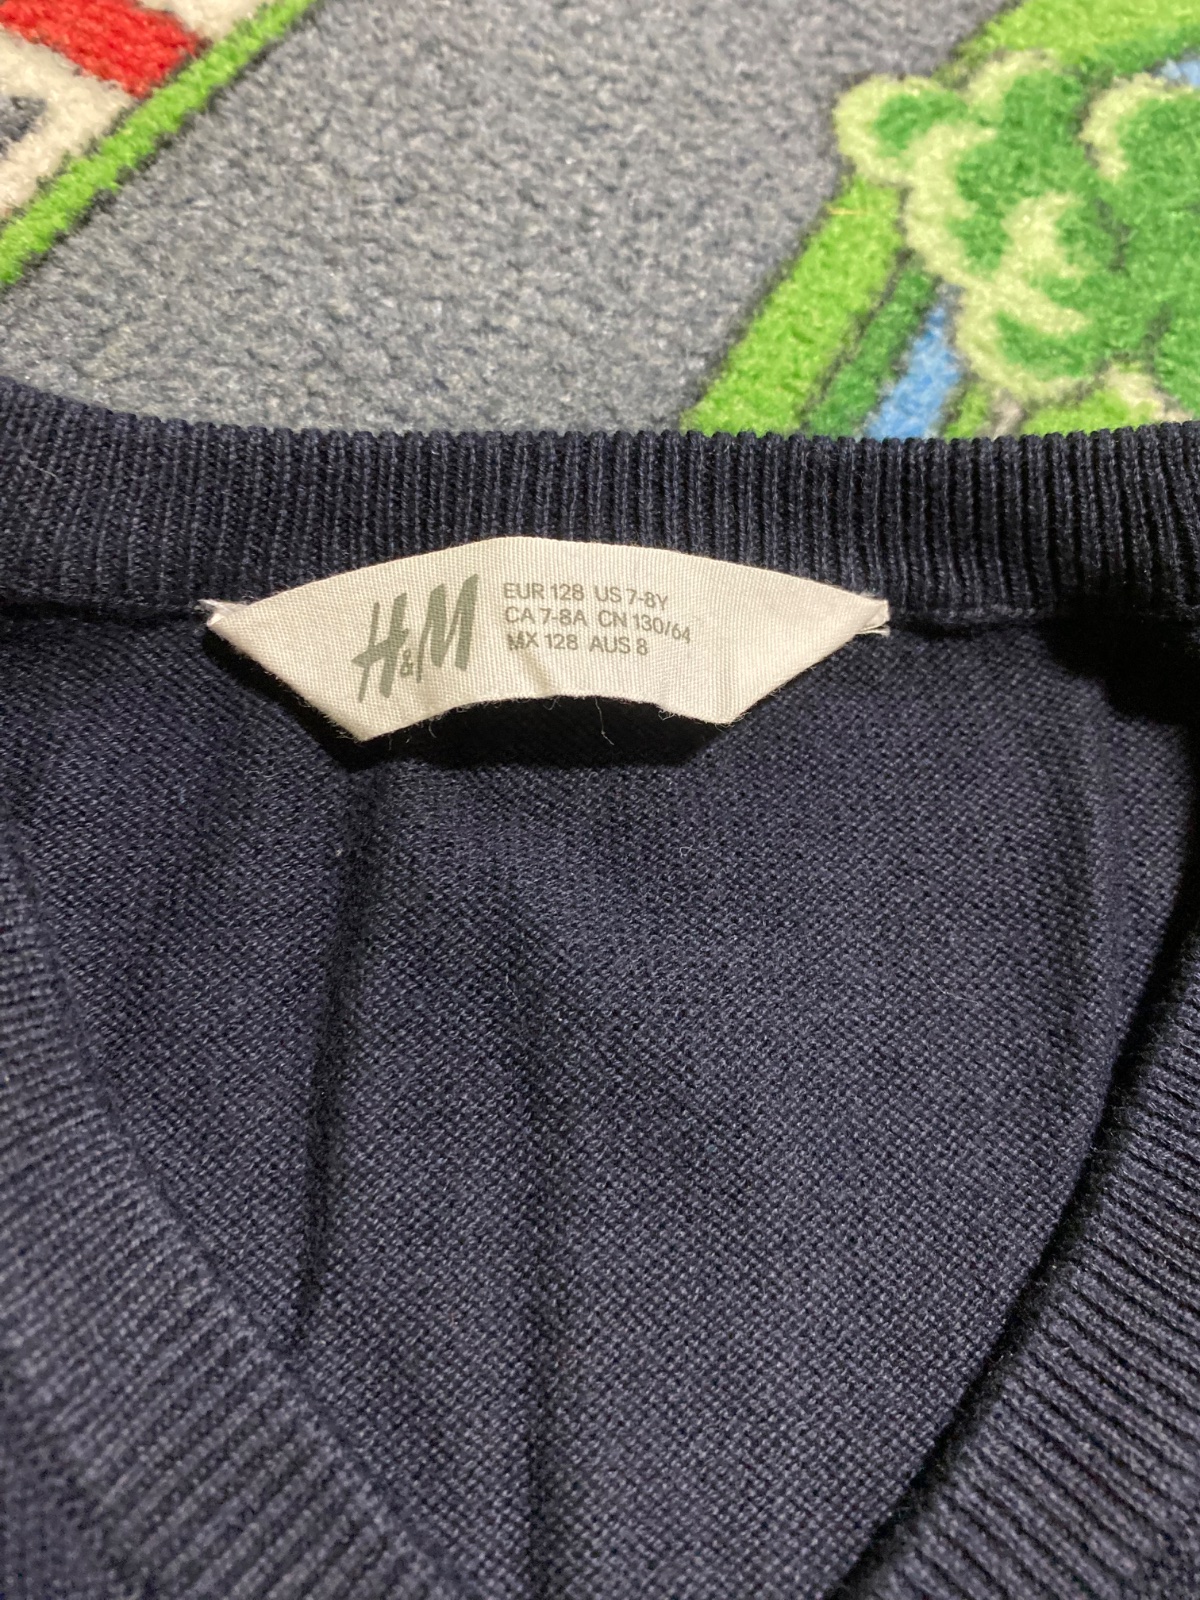 H&M
EUR 128 US 7-8Y
CA 7-8A CN 130/64
MX 128 AUS 8